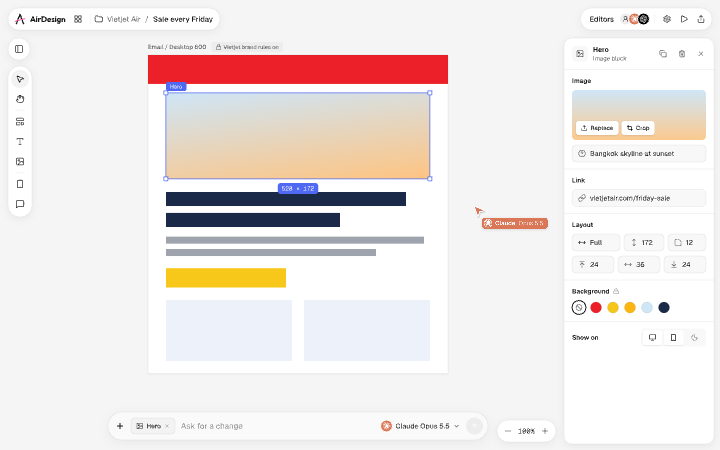 AirDesign
Vietjet Air / Sale every Friday
Editors
Email / Desktop 600
Vietjet brand rules on
Hero
528 × 172
Claude Opus 5.5
Hero
Image block
Image
Replace
Crop
Bangkok skyline at sunset
Link
vietjetair.com/friday-sale
Layout
Full
172
12
24
36
24
Background
Show on
Hero ×
Ask for a change
Claude Opus 5.5
100%